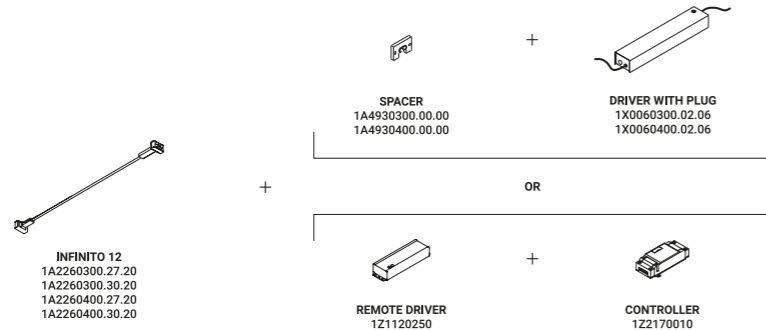 SPACER
1A4930300.00.00
1A4930400.00.00
+
DRIVER WITH PLUG
1X0060300.02.06
1X0060400.02.06
INFINITO 12
1A2260300.27.20
1A2260300.30.20
1A2260400.27.20
1A2260400.30.20
+
OR
REMOTE DRIVER
1Z1120250
+
CONTROLLER
1Z2170010